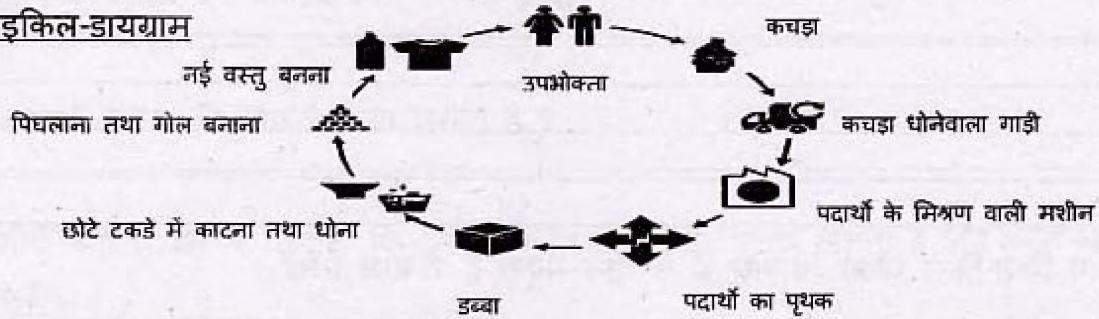 इकिल-डायग्राम
कचड़ा
नई वस्तु बनना
उपभोक्ता
पिघलाना तथा गोल बनाना
कचड़ा धोनेवाला गाड़ी
पदार्थो के मिश्रण वाली मशीन
छोटे टकडे में काटना तथा धोना
डब्बा
पदार्थो का पृथक